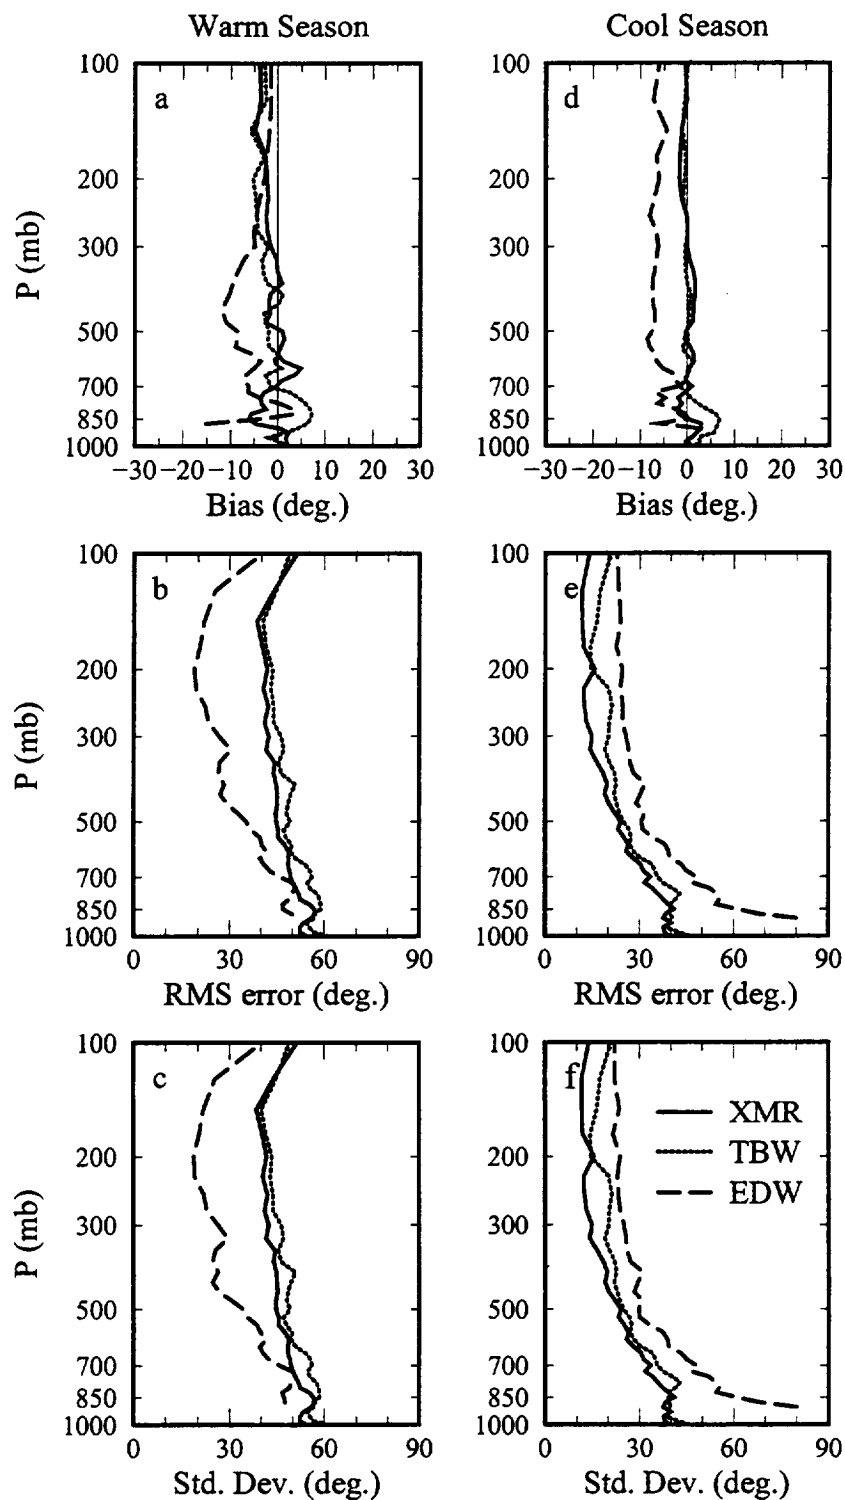 Warm Season
Cool Season
100
200
300
500
700
850
1000
P (mb)
a
−30−20−10 0 10 20 30
Bias (deg.)
100
200
300
500
700
850
1000
d
−30−20−10 0 10 20 30
Bias (deg.)
100
200
300
500
700
850
1000
P (mb)
b
0 30 60 90
RMS error (deg.)
100
200
300
500
700
850
1000
e
0 30 60 90
RMS error (deg.)
100
200
300
500
700
850
1000
P (mb)
c
0 30 60 90
Std. Dev. (deg.)
100
200
300
500
700
850
1000
f
XMR
TBW
EDW
0 30 60 90
Std. Dev. (deg.)